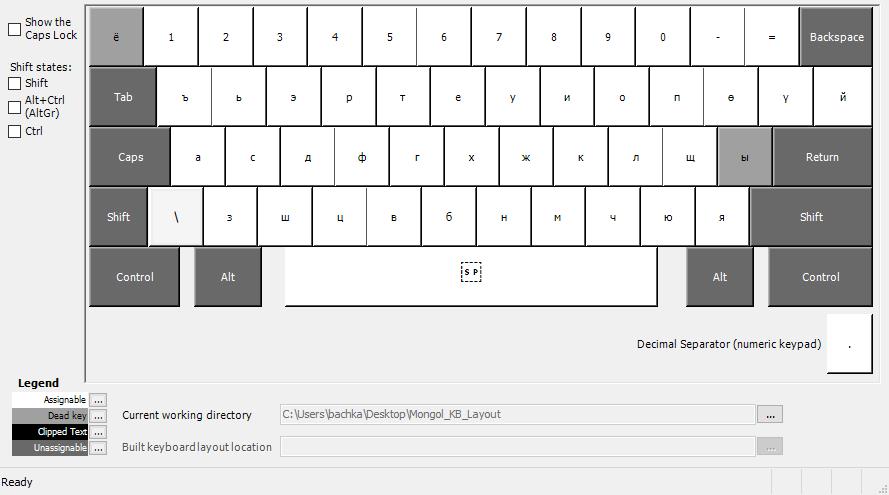 Show the
Caps Lock
Shift states:
Shift
Alt+Ctrl
(AltGr)
Ctrl
ё 1 2 3 4 5 6 7 8 9 0 - = Backspace
Tab ъ ь э р т е у и о п ө ү й
Caps а с д ф г х ж к л щ ы Return
Shift \ з ш ц в б н м ч ю я Shift
Control Alt SP Alt Control
Decimal Separator (numeric keypad) .
Legend
Assignable ...
Dead key ...
Clipped Text ...
Unassignable ...
Current working directory C:\Users\bachka\Desktop\Mongol_KB_Layout ...
Built keyboard layout location ...
Ready